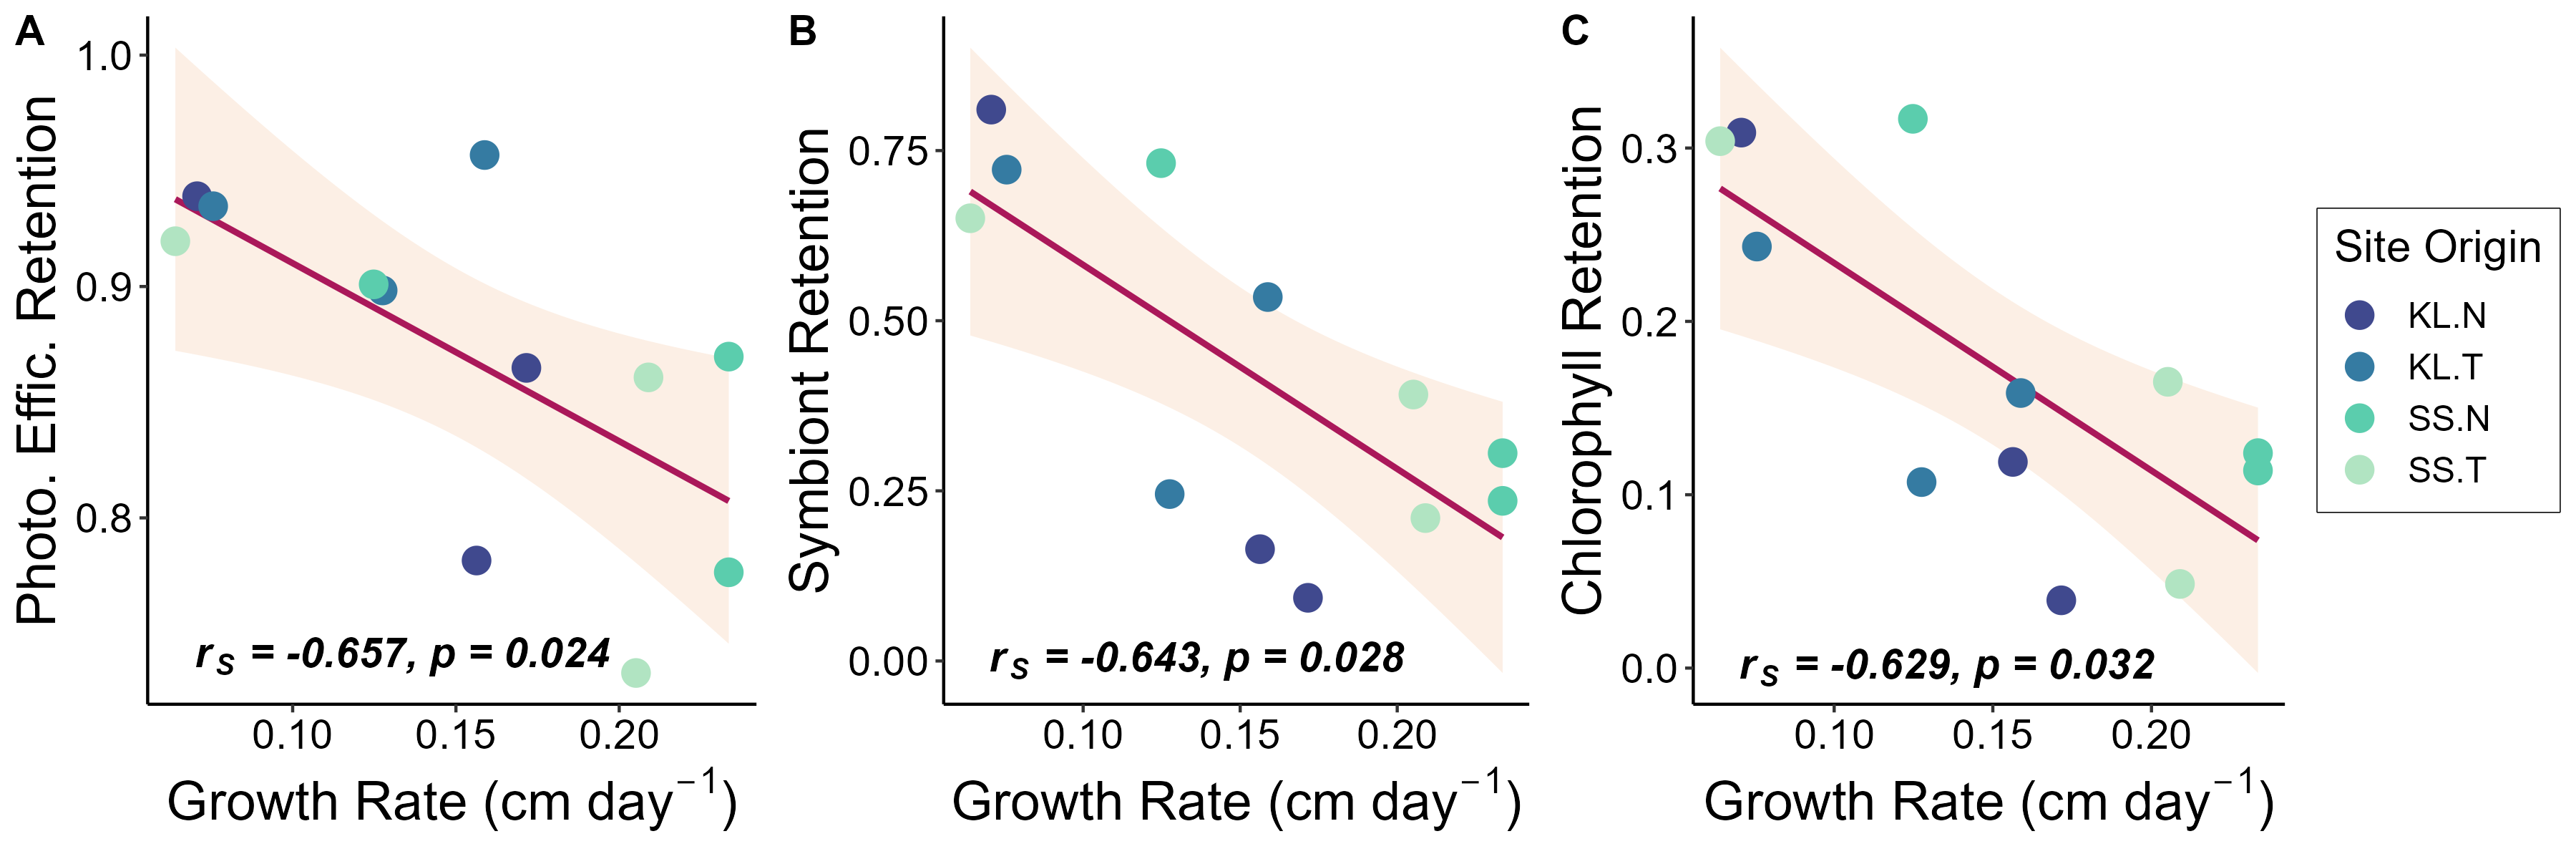 A
Photo. Effic. Retention
1.0
0.9
0.8
r S = -0.657, p = 0.024
0.10 0.15 0.20
Growth Rate (cm day⁻¹)
B
Symbiont Retention
0.75
0.50
0.25
0.00
r S = -0.643, p = 0.028
0.10 0.15 0.20
Growth Rate (cm day⁻¹)
C
Chlorophyll Retention
0.3
0.2
0.1
0.0
r S = -0.629, p = 0.032
0.10 0.15 0.20
Growth Rate (cm day⁻¹)
Site Origin
KL.N
KL.T
SS.N
SS.T